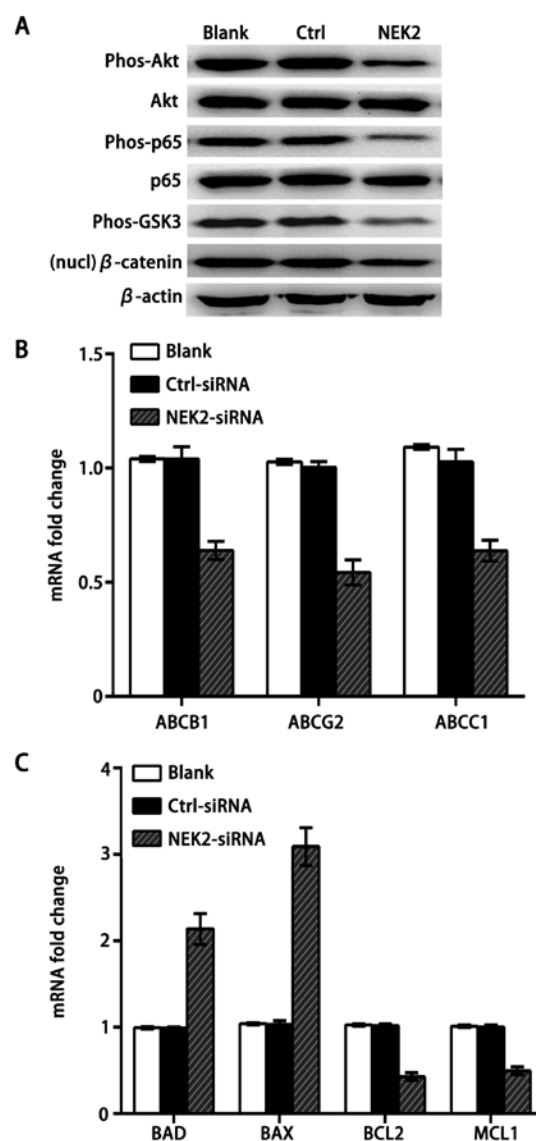 A
Blank Ctrl NEK2
Phos-Akt
Akt
Phos-p65
p65
Phos-GSK3
(nucl) β-catenin
β-actin
B
Blank
Ctrl-siRNA
NEK2-siRNA
mRNA fold change
1.5
1.0
0.5
0
ABCB1 ABCG2 ABCC1
C
Blank
Ctrl-siRNA
NEK2-siRNA
mRNA fold change
4
3
2
1
0
BAD BAX BCL2 MCL1